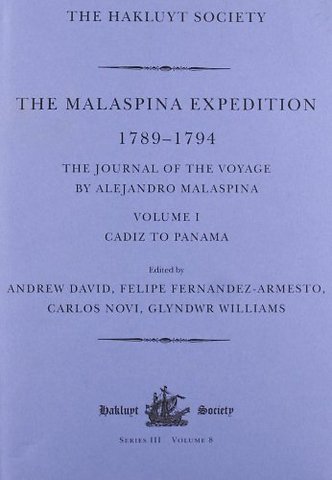 THE HAKLUYT SOCIETY
THE MALASPINA EXPEDITION
1789–1794
THE JOURNAL OF THE VOYAGE
BY ALEJANDRO MALASPINA
VOLUME I
CADIZ TO PANAMA
Edited by
ANDREW DAVID, FELIPE FERNANDEZ-ARMESTO,
CARLOS NOVI, GLYNDWR WILLIAMS
Hakluyt Society
SERIES III VOLUME 8